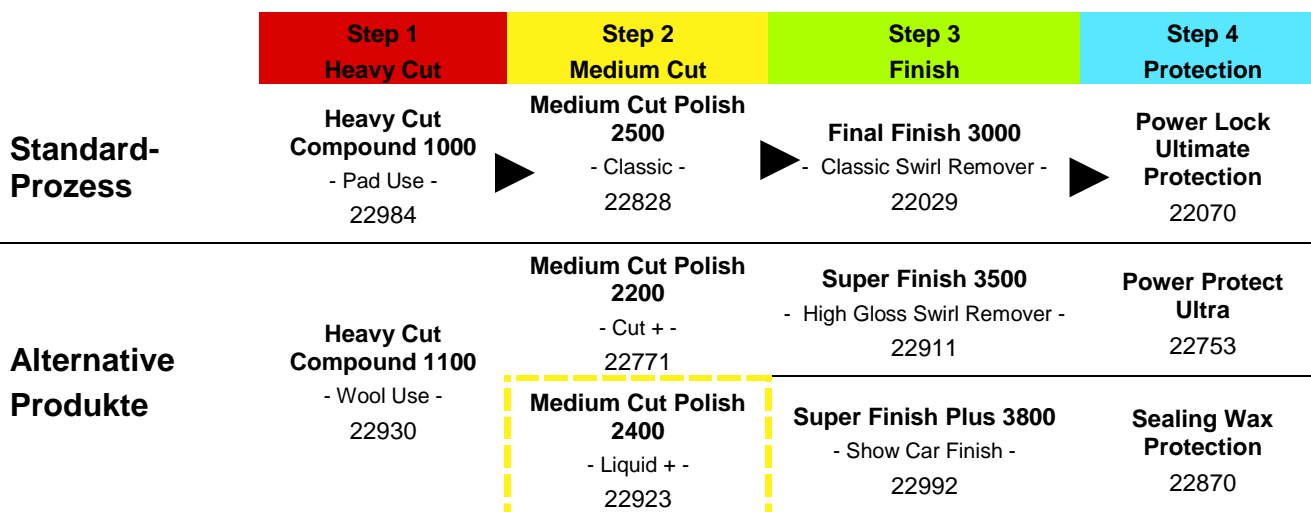 Step 1
Heavy Cut
Step 2
Medium Cut
Step 3
Finish
Step 4
Protection
Standard-
Prozess
Heavy Cut
Compound 1000
- Pad Use -
22984
Medium Cut Polish
2500
- Classic -
22828
Final Finish 3000
- Classic Swirl Remover -
22029
Power Lock
Ultimate
Protection
22070
Alternative
Produkte
Heavy Cut
Compound 1100
- Wool Use -
22930
Medium Cut Polish
2200
- Cut + -
22771
Medium Cut Polish
2400
- Liquid + -
22923
Super Finish 3500
- High Gloss Swirl Remover -
22911
Super Finish Plus 3800
- Show Car Finish -
22992
Power Protect
Ultra
22753
Sealing Wax
Protection
22870